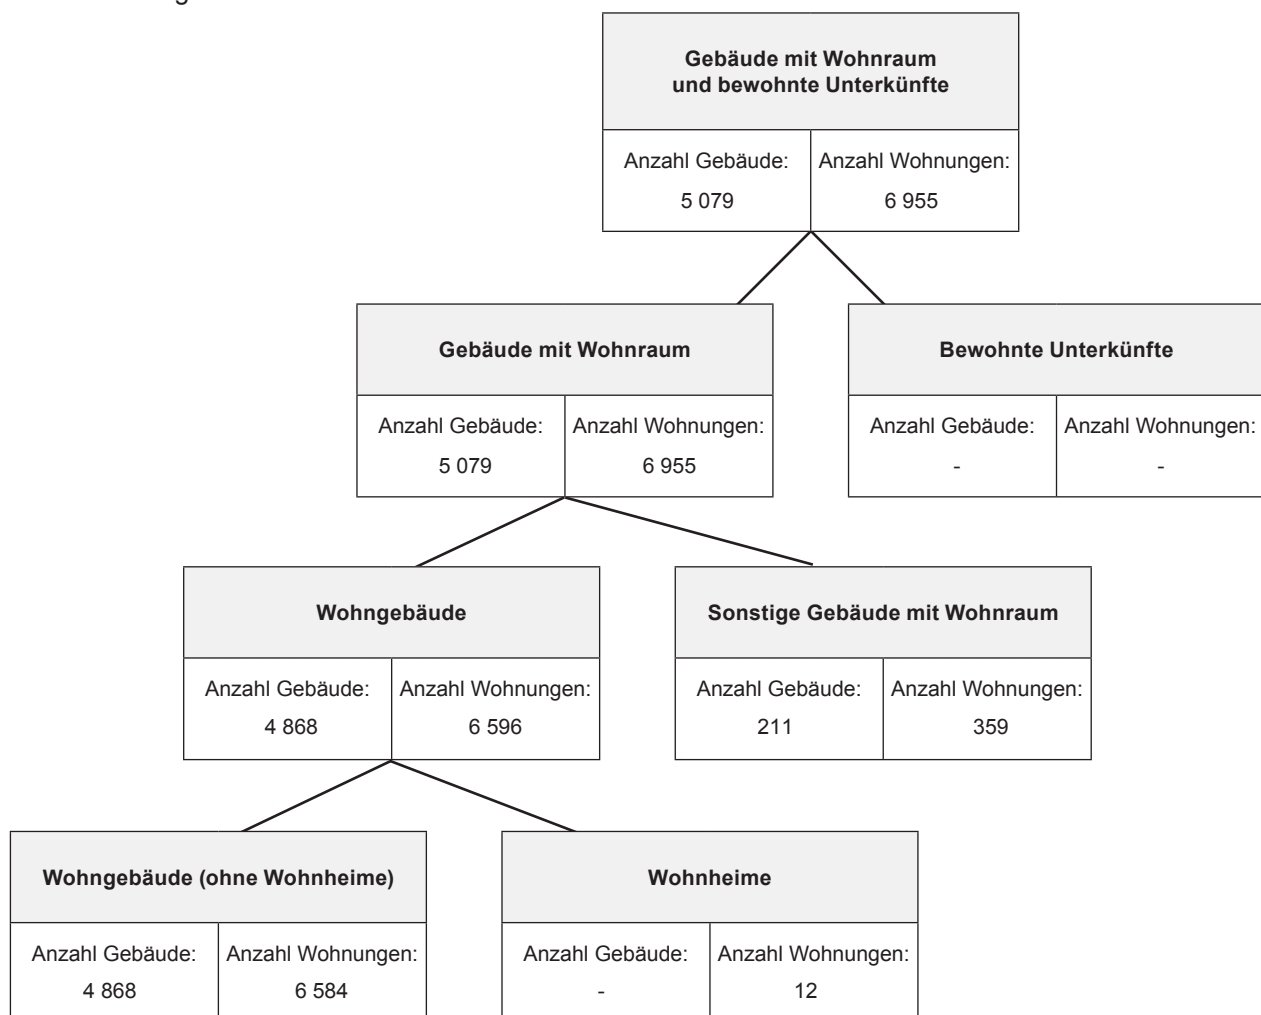 Gebäude mit Wohnraum
und bewohnte Unterkünfte
Anzahl Gebäude: Anzahl Wohnungen:
5 079 6 955
Gebäude mit Wohnraum
Anzahl Gebäude: Anzahl Wohnungen:
5 079 6 955
Bewohnte Unterkünfte
Anzahl Gebäude: Anzahl Wohnungen:
- -
Wohngebäude
Anzahl Gebäude: Anzahl Wohnungen:
4 868 6 596
Sonstige Gebäude mit Wohnraum
Anzahl Gebäude: Anzahl Wohnungen:
211 359
Wohngebäude (ohne Wohnheime)
Anzahl Gebäude: Anzahl Wohnungen:
4 868 6 584
Wohnheime
Anzahl Gebäude: Anzahl Wohnungen:
- 12